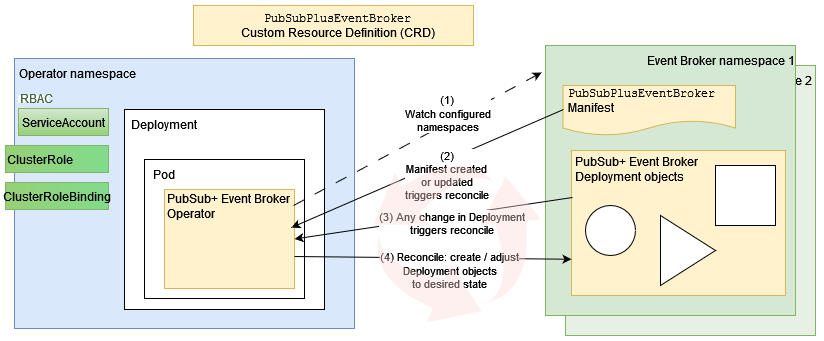 PubSubPlusEventBroker
Custom Resource Definition (CRD)
Operator namespace
RBAC
ServiceAccount
ClusterRole
ClusterRoleBinding
Deployment
Pod
PubSub+ Event Broker
Operator
(1)
Watch configured
namespaces
(2)
Manifest created
or updated
triggers reconcile
(3) Any change in Deployment
triggers reconcile
(4) Reconcile: create / adjust
Deployment objects
to desired state
Event Broker namespace 1
e 2
PubSubPlusEventBroker
Manifest
PubSub+ Event Broker
Deployment objects